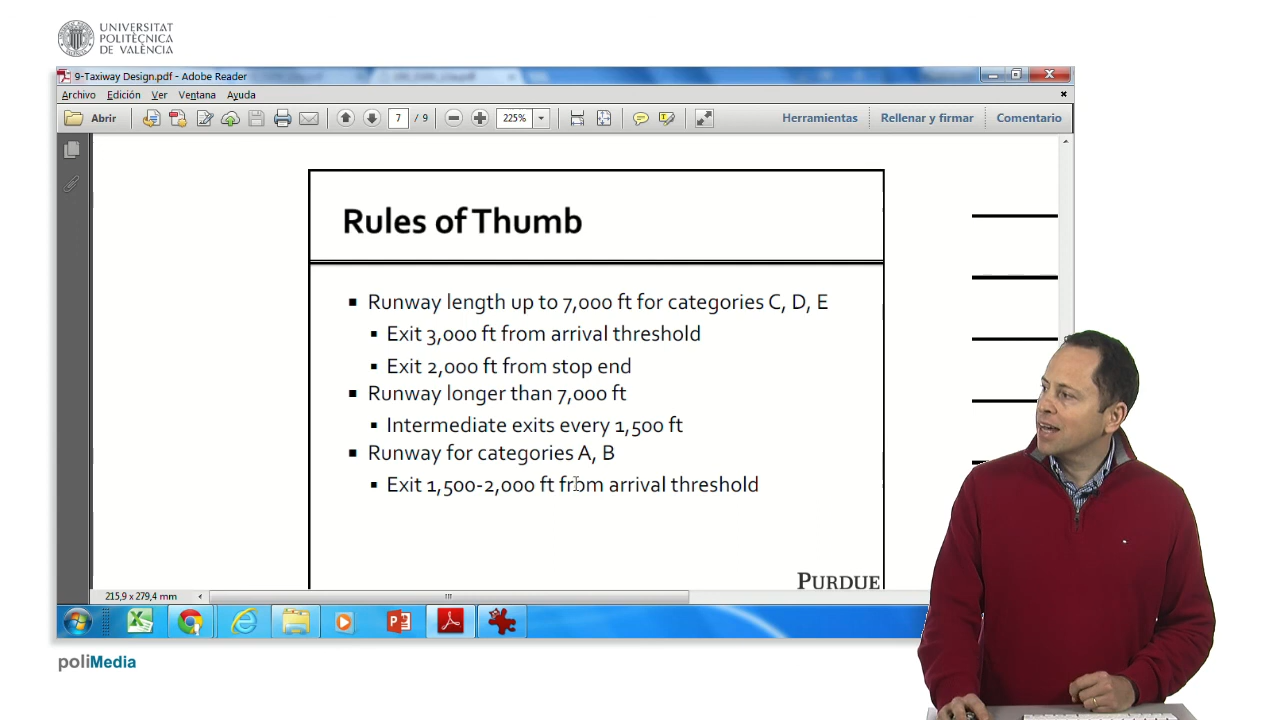 UNIVERSITAT
POLITÈCNICA
DE VALÈNCIA
9-Taxiway Design.pdf - Adobe Reader
Archivo Edición Ver Ventana Ayuda
Abrir 7 / 9 225% Herramientas Rellenar y firmar Comentario
Rules of Thumb
▪ Runway length up to 7,000 ft for categories C, D, E
▪ Exit 3,000 ft from arrival threshold
▪ Exit 2,000 ft from stop end
▪ Runway longer than 7,000 ft
▪ Intermediate exits every 1,500 ft
▪ Runway for categories A, B
▪ Exit 1,500-2,000 ft from arrival threshold
PURDUE
215,9 x 279,4 mm
poliMedia